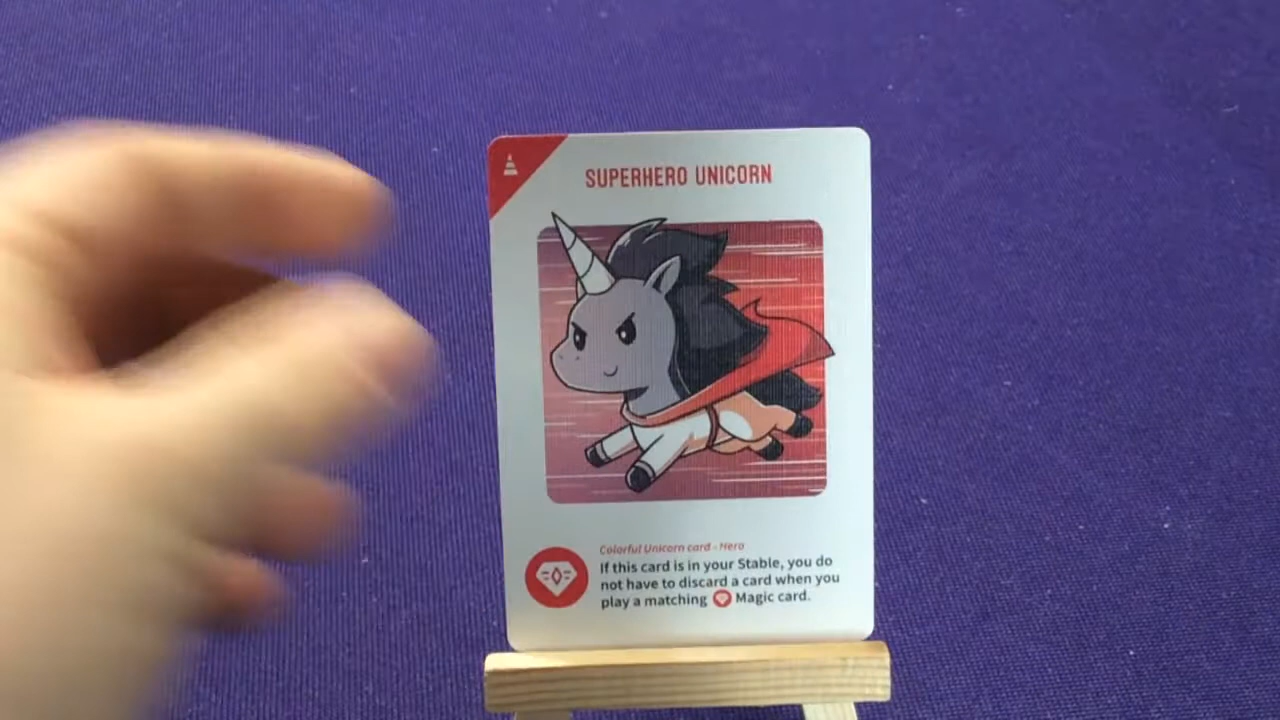 SUPERHERO UNICORN
Colorful Unicorn card - Hero
If this card is in your Stable, you do
not have to discard a card when you
play a matching Magic card.